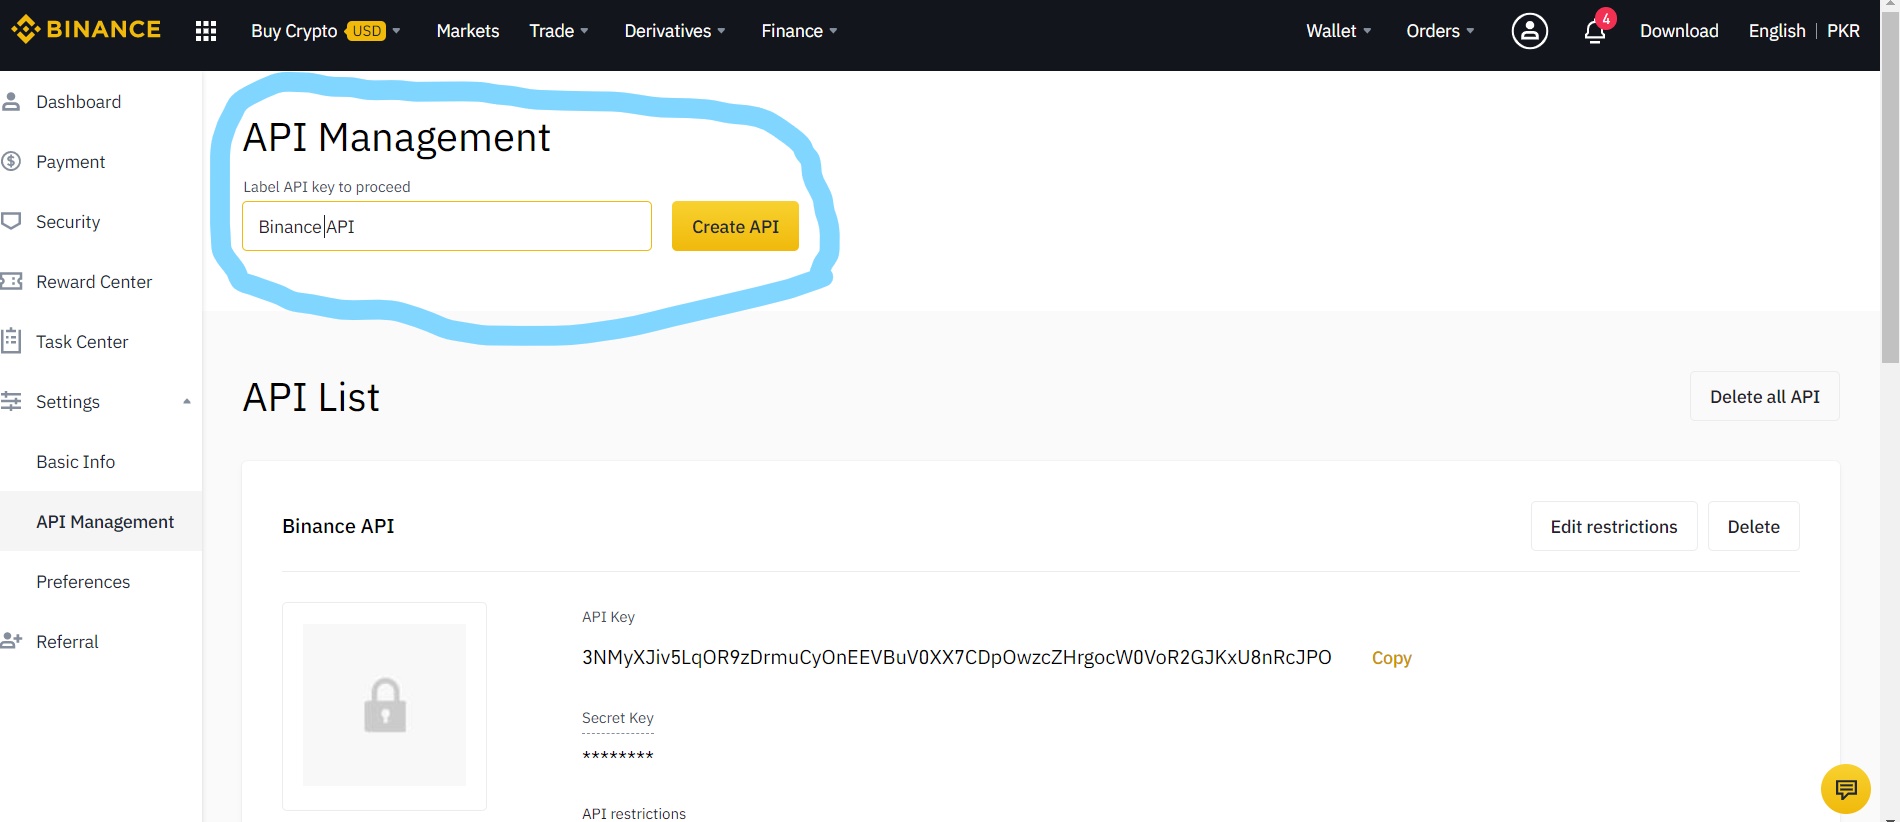 BINANCE Buy Crypto USD Markets Trade Derivatives Finance Wallet Orders 4 Download English PKR
Dashboard
Payment
Security
Reward Center
Task Center
Settings
Basic Info
API Management
Preferences
Referral
API Management
Label API key to proceed
Binance API Create API
API List Delete all API
Binance API Edit restrictions Delete
API Key
3NMyXJiv5LqOR9zDrmuCyOnEEVBuV0XX7CDpOwzcZHrgocW0VoR2GJKxU8nRcJPO Copy
Secret Key
********
API restrictions